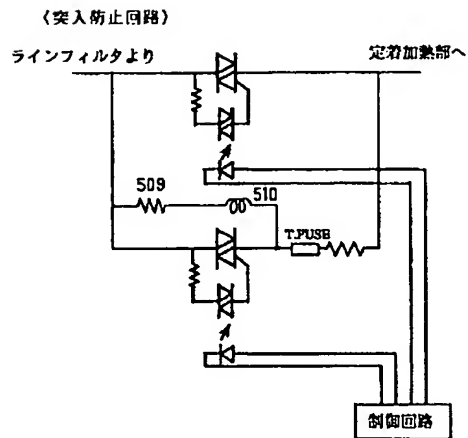 〈突入防止回路〉
ラインフィルタより
定着加熱部へ
509
510
T.FUSE
制御回路